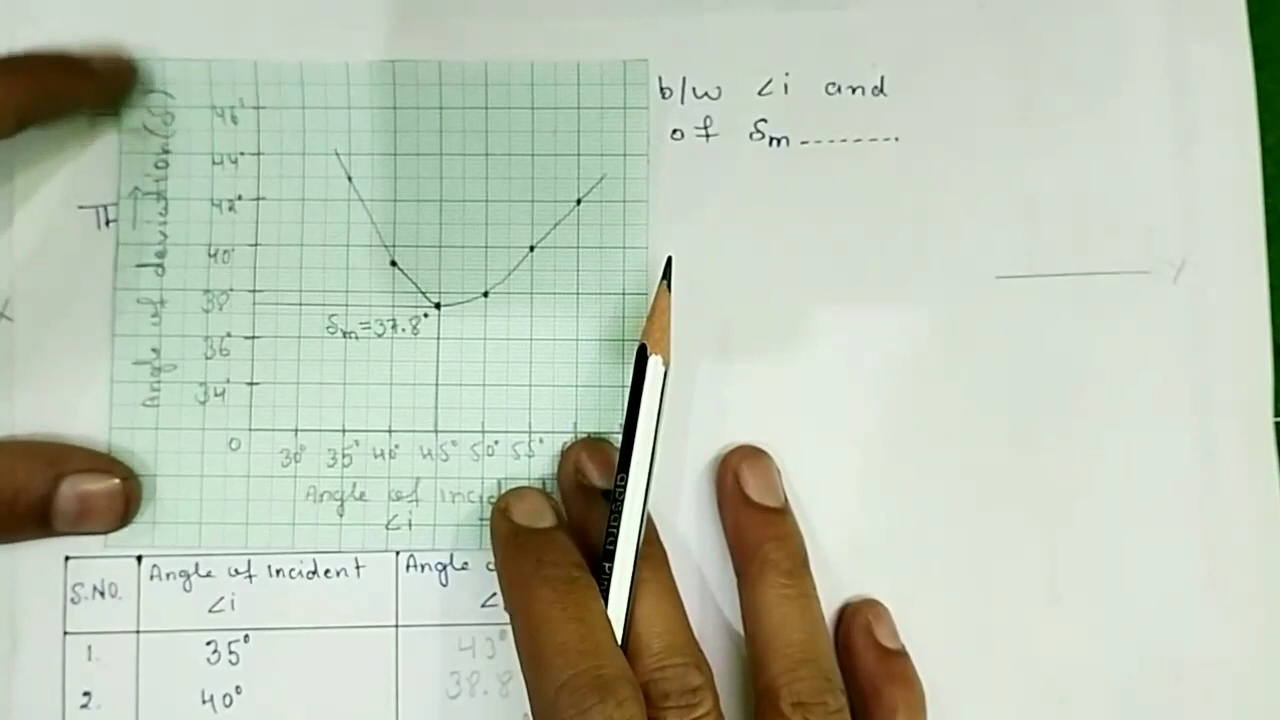 b/w ∠i and
of δm--------
Angle of deviation(δ)
46°
44°
42°
40°
38°
36°
34°
δm=37.8°
0
30° 35° 40° 45° 50° 55°
Angle of
∠i
Y
apsara
S.NO.
Angle of Incident
∠i
Angle
1.
35°
43°
2.
40°
38.8